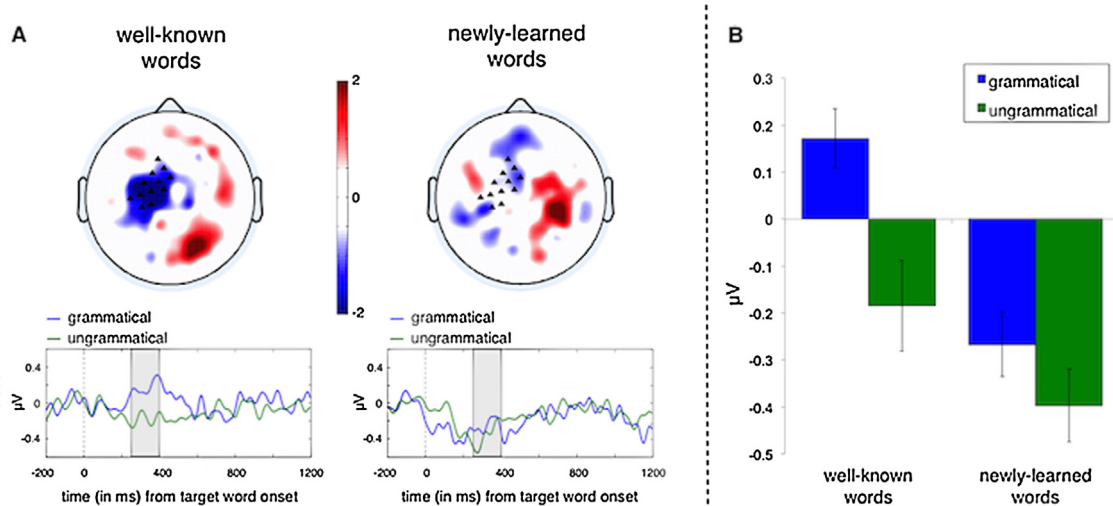 A
well-known
words
newly-learned
words
2
0
-2
grammatical
ungrammatical
0.4
0
-0.4
µV
-200 0 400 800 1200
time (in ms) from target word onset
grammatical
ungrammatical
0.4
0
-0.4
µV
-200 0 400 800 1200
time (in ms) from target word onset
B
grammatical
ungrammatical
0.3
0.2
0.1
0
-0.1
-0.2
-0.3
-0.4
-0.5
µV
well-known
words
newly-learned
words